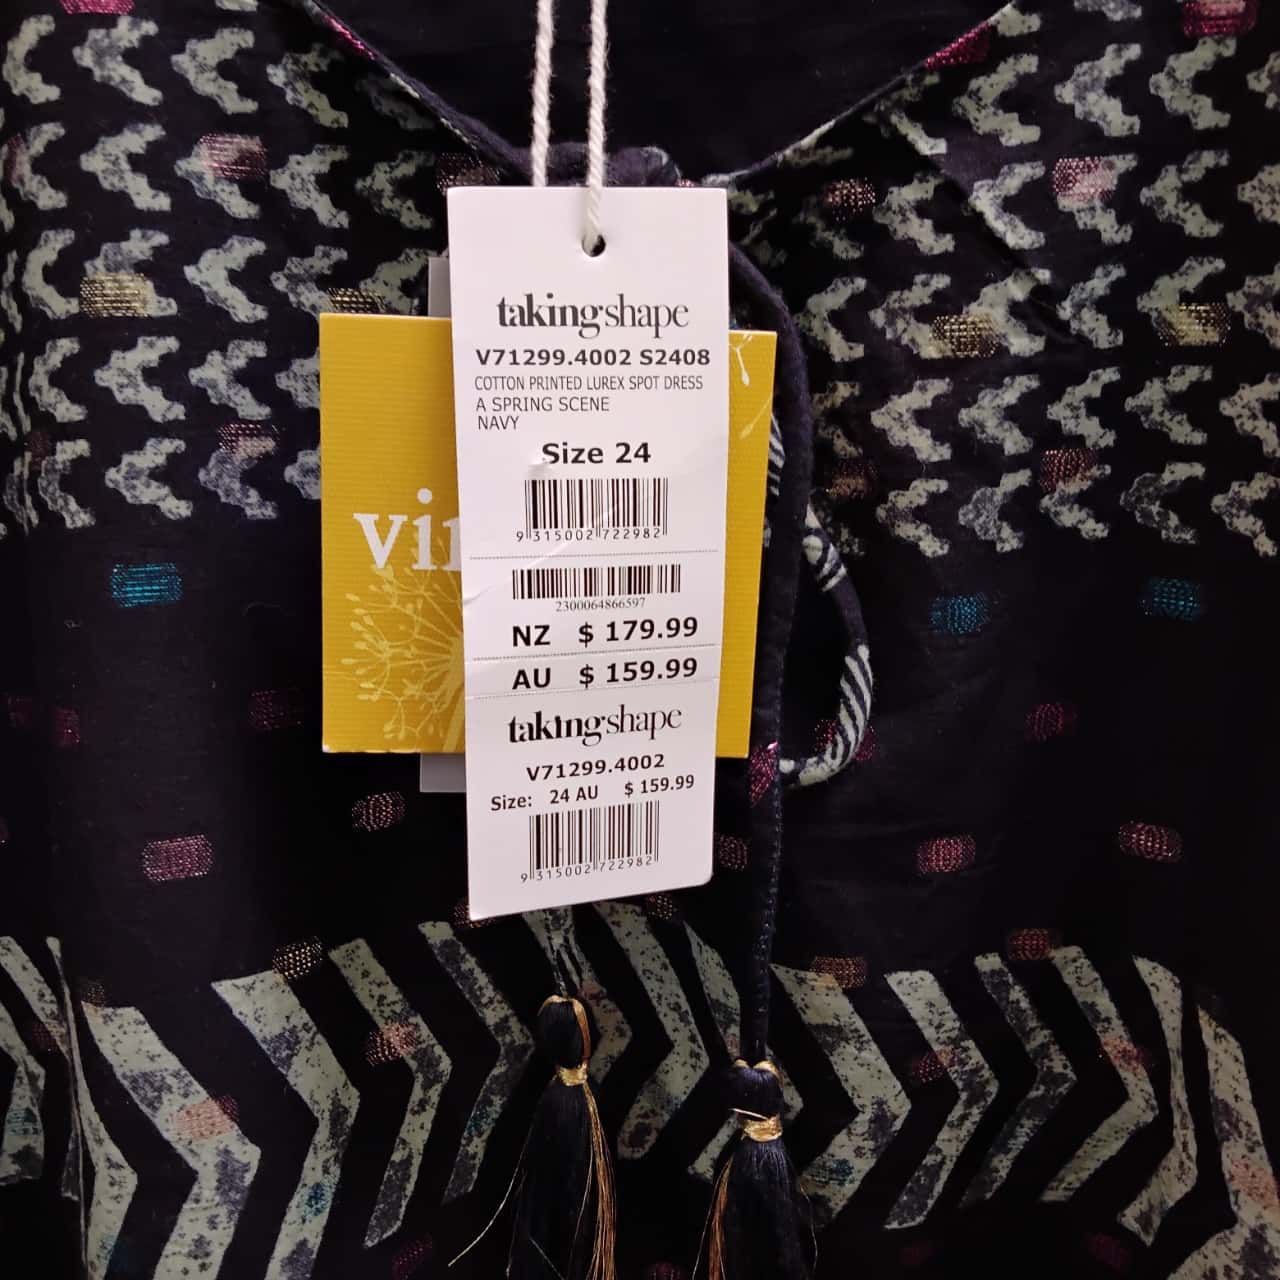 takingshape
V71299.4002 S2408
COTTON PRINTED LUREX SPOT DRESS
A SPRING SCENE
NAVY
Size 24
9 315002 722982
2300064866597
NZ $ 179.99
AU $ 159.99
takingshape
V71299.4002
Size: 24 AU $ 159.99
9 315002 722982